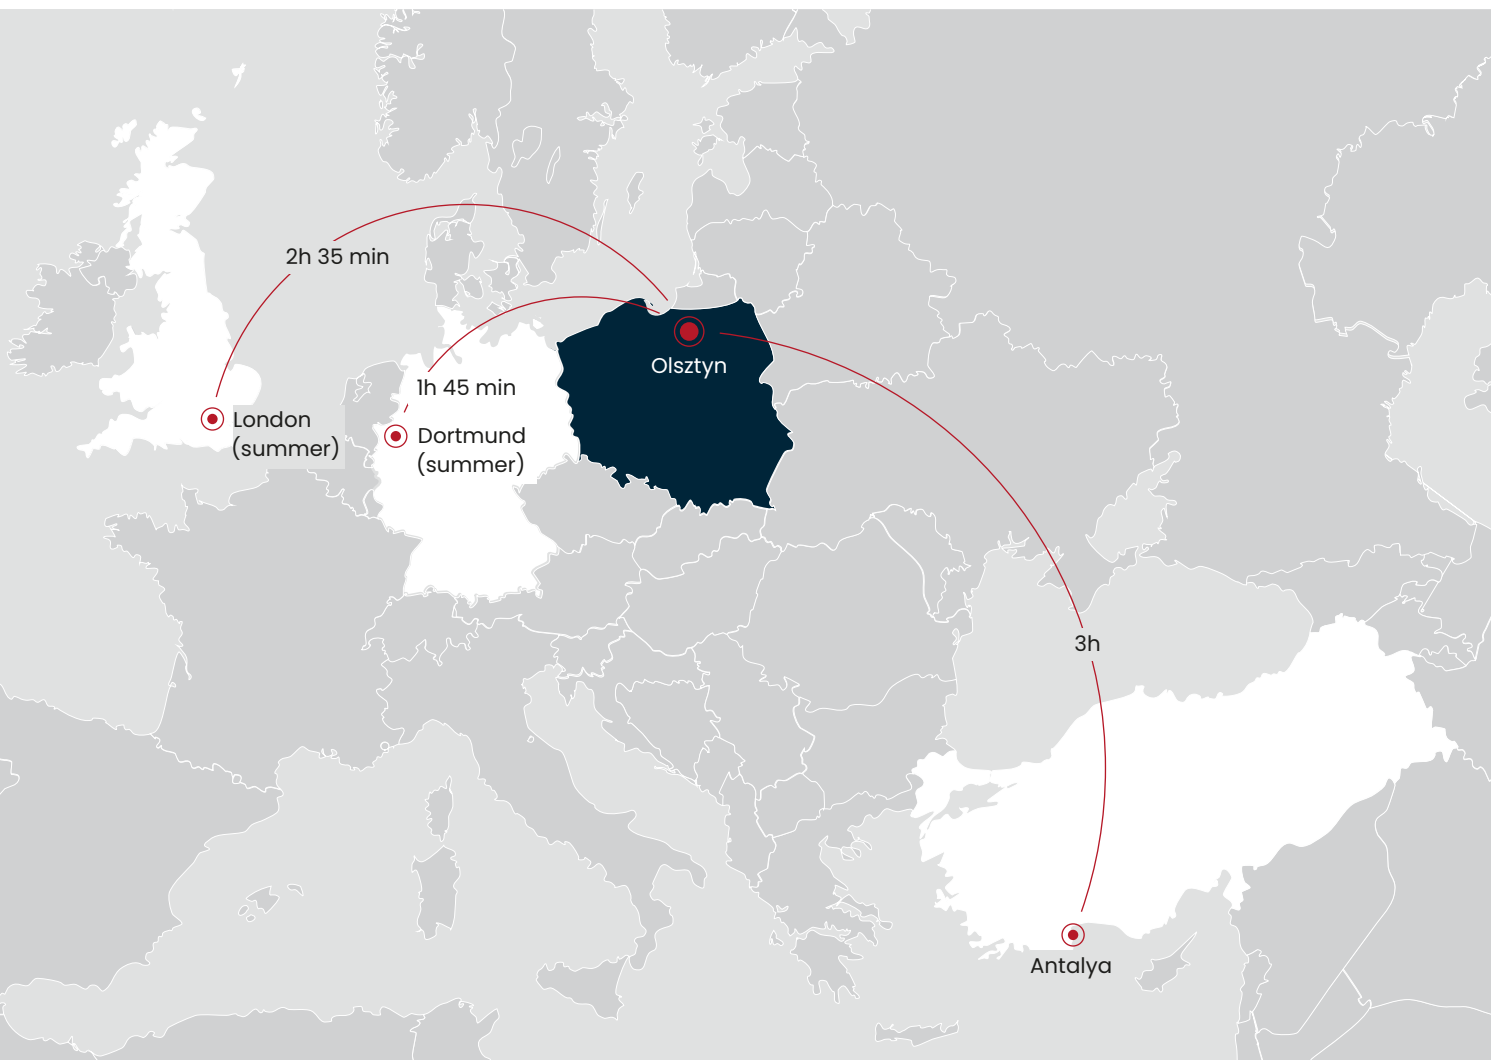 2h 35 min
Olsztyn
1h 45 min
London
(summer)
Dortmund
(summer)
3h
Antalya